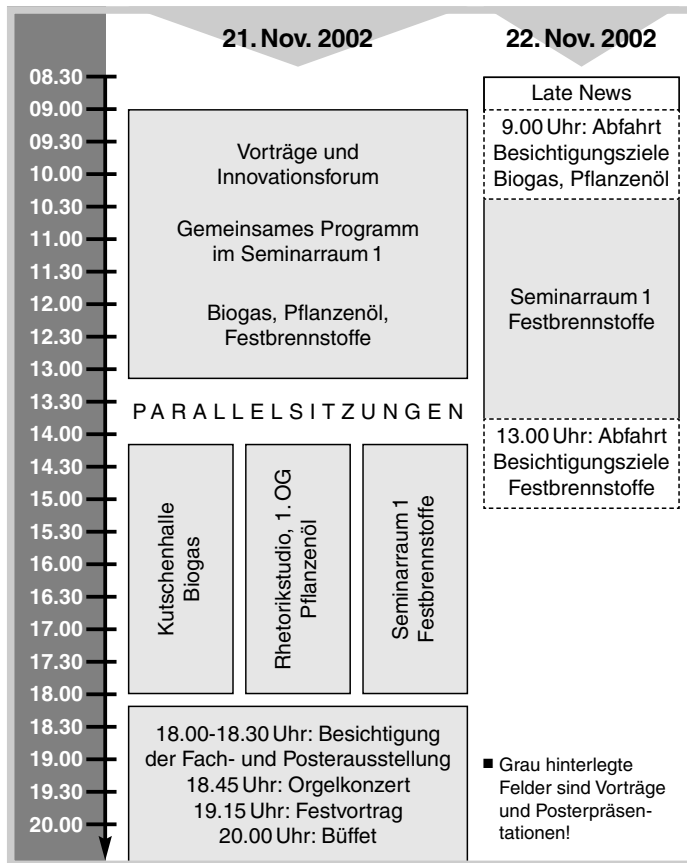 21. Nov. 2002
22. Nov. 2002
08.30
09.00
09.30
10.00
10.30
11.00
11.30
12.00
12.30
13.00
13.30
14.00
14.30
15.00
15.30
16.00
16.30
17.00
17.30
18.00
18.30
19.00
19.30
20.00
Vorträge und
Innovationsforum
Gemeinsames Programm
im Seminarraum 1
Biogas, Pflanzenöl,
Festbrennstoffe
PARALLELSITZUNGEN
Kutschenhalle
Biogas
Rhetorikstudio, 1. OG
Pflanzenöl
Seminarraum 1
Festbrennstoffe
18.00-18.30 Uhr: Besichtigung
der Fach- und Posterausstellung
18.45 Uhr: Orgelkonzert
19.15 Uhr: Festvortrag
20.00 Uhr: Büffet
Late News
9.00 Uhr: Abfahrt
Besichtigungsziele
Biogas, Pflanzenöl
Seminarraum 1
Festbrennstoffe
13.00 Uhr: Abfahrt
Besichtigungsziele
Festbrennstoffe
■ Grau hinterlegte
Felder sind Vorträge
und Posterpräsen-
tationen!